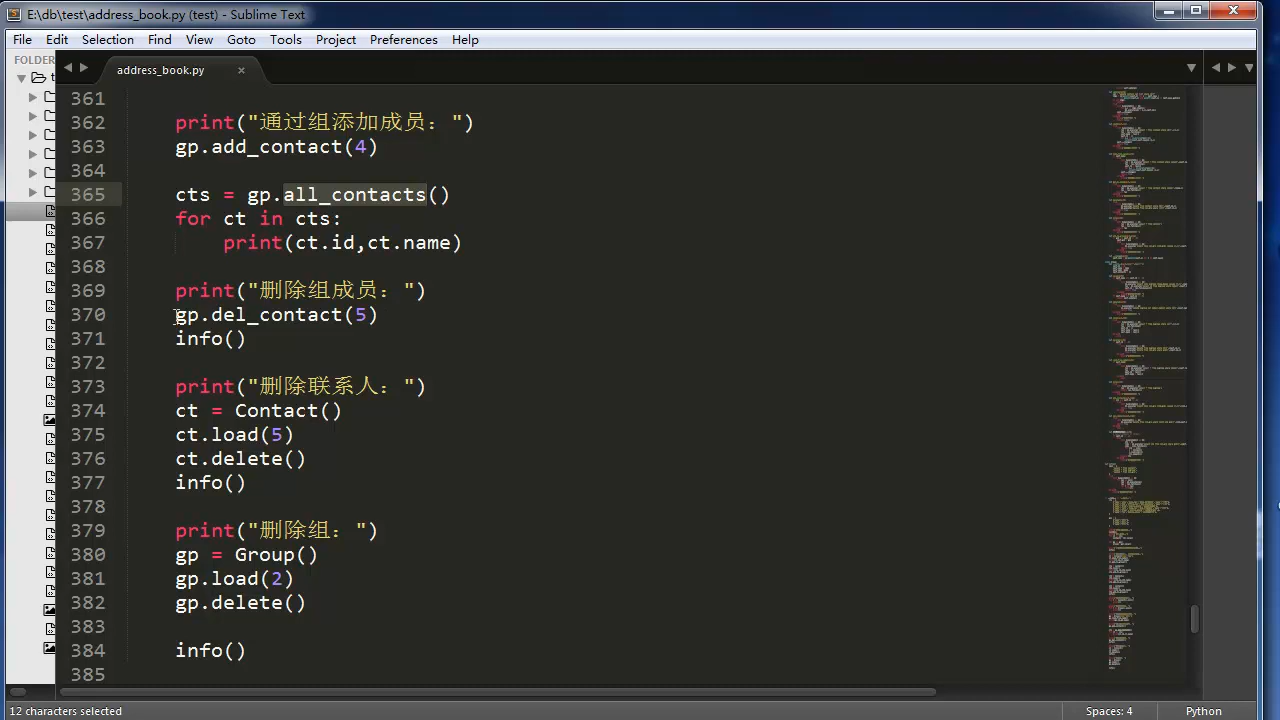 E:\db\test\address_book.py (test) - Sublime Text
File Edit Selection Find View Goto Tools Project Preferences Help
FOLDER
address_book.py ×
361
362 print("通过组添加成员：")
363 gp.add_contact(4)
364
365 cts = gp.all_contacts()
366 for ct in cts:
367 print(ct.id,ct.name)
368
369 print("删除组成员：")
370 gp.del_contact(5)
371 info()
372
373 print("删除联系人：")
374 ct = Contact()
375 ct.load(5)
376 ct.delete()
377 info()
378
379 print("删除组：")
380 gp = Group()
381 gp.load(2)
382 gp.delete()
383
384 info()
385
12 characters selected Spaces: 4 Python